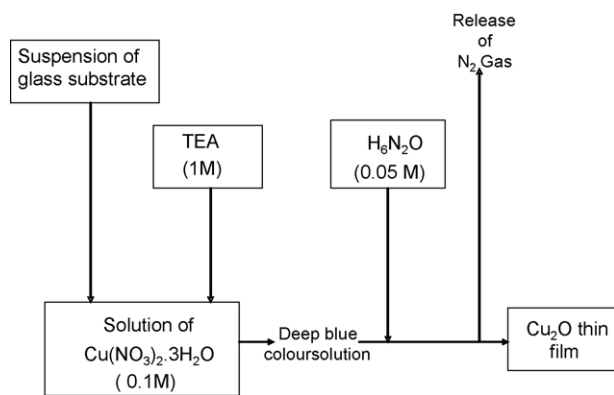 Release
of
N₂ Gas
Suspension of
glass substrate
TEA
(1M)
H₆N₂O
(0.05 M)
Solution of
Cu(NO₃)₂.3H₂O
( 0.1M)
Deep blue
coloursolution
Cu₂O thin
film